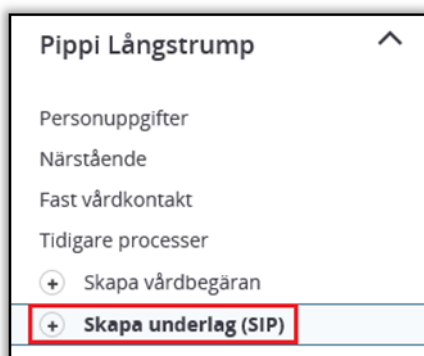 Pippi Långstrump
Personuppgifter
Närstående
Fast vårdkontakt
Tidigare processer
+ Skapa vårdbegäran
+ Skapa underlag (SIP)